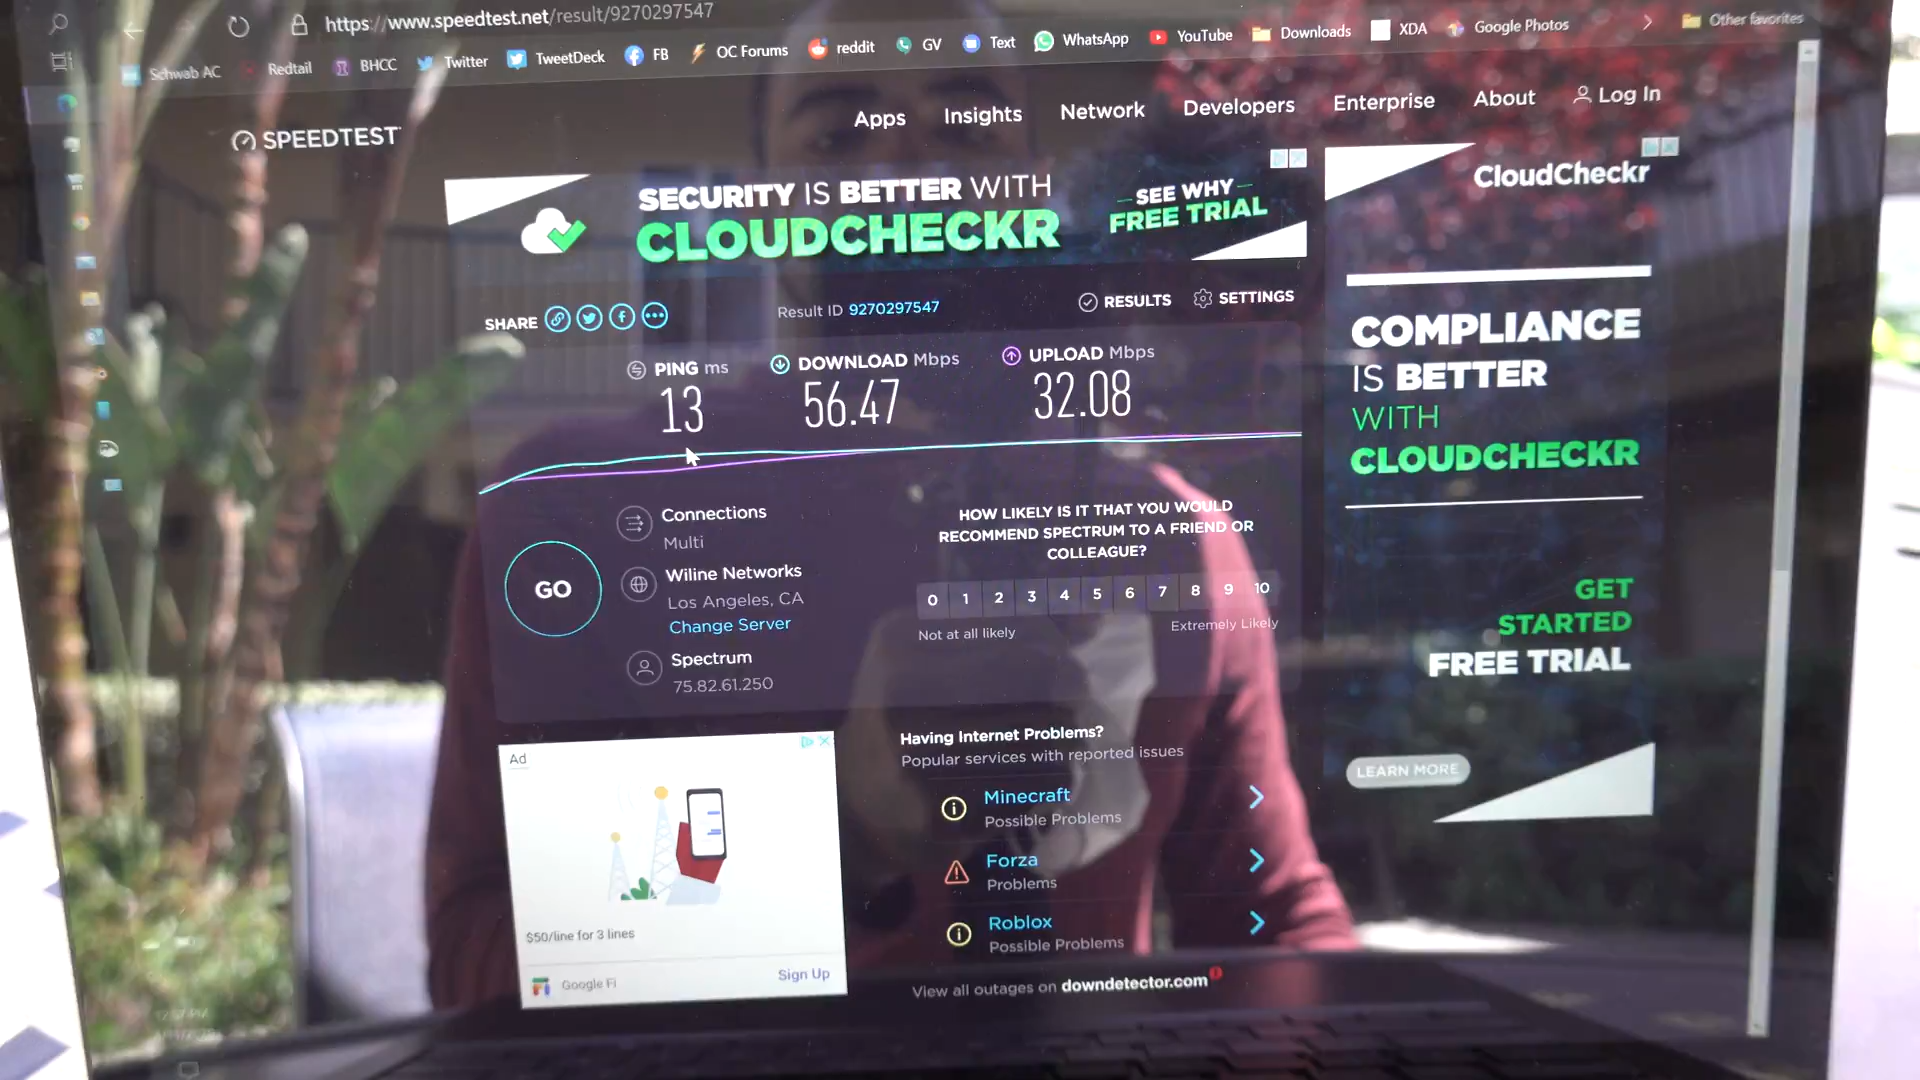 https://www.speedtest.net/result/9270297547
Schwab AC Redtail BHCC Twitter TweetDeck FB OC Forums reddit GV Text WhatsApp YouTube Downloads XDA Google Photos Other favorites
SPEEDTEST
Apps Insights Network Developers Enterprise About Log In
SECURITY IS BETTER WITH
CLOUDCHECKR
SEE WHY
FREE TRIAL
CloudCheckr
COMPLIANCE
IS BETTER
WITH
CLOUDCHECKR
GET
STARTED
FREE TRIAL
LEARN MORE
SHARE
Result ID 9270297547
RESULTS SETTINGS
PING ms DOWNLOAD Mbps UPLOAD Mbps
13 56.47 32.08
GO
Connections
Multi
Wiline Networks
Los Angeles, CA
Change Server
Spectrum
75.82.61.250
HOW LIKELY IS IT THAT YOU WOULD
RECOMMEND SPECTRUM TO A FRIEND OR
COLLEAGUE?
0 1 2 3 4 5 6 7 8 9 10
Not at all likely Extremely Likely
Ad
$50/line for 3 lines
Google Fi Sign Up
Having Internet Problems?
Popular services with reported issues
Minecraft
Possible Problems
Forza
Problems
Roblox
Possible Problems
View all outages on downdetector.com